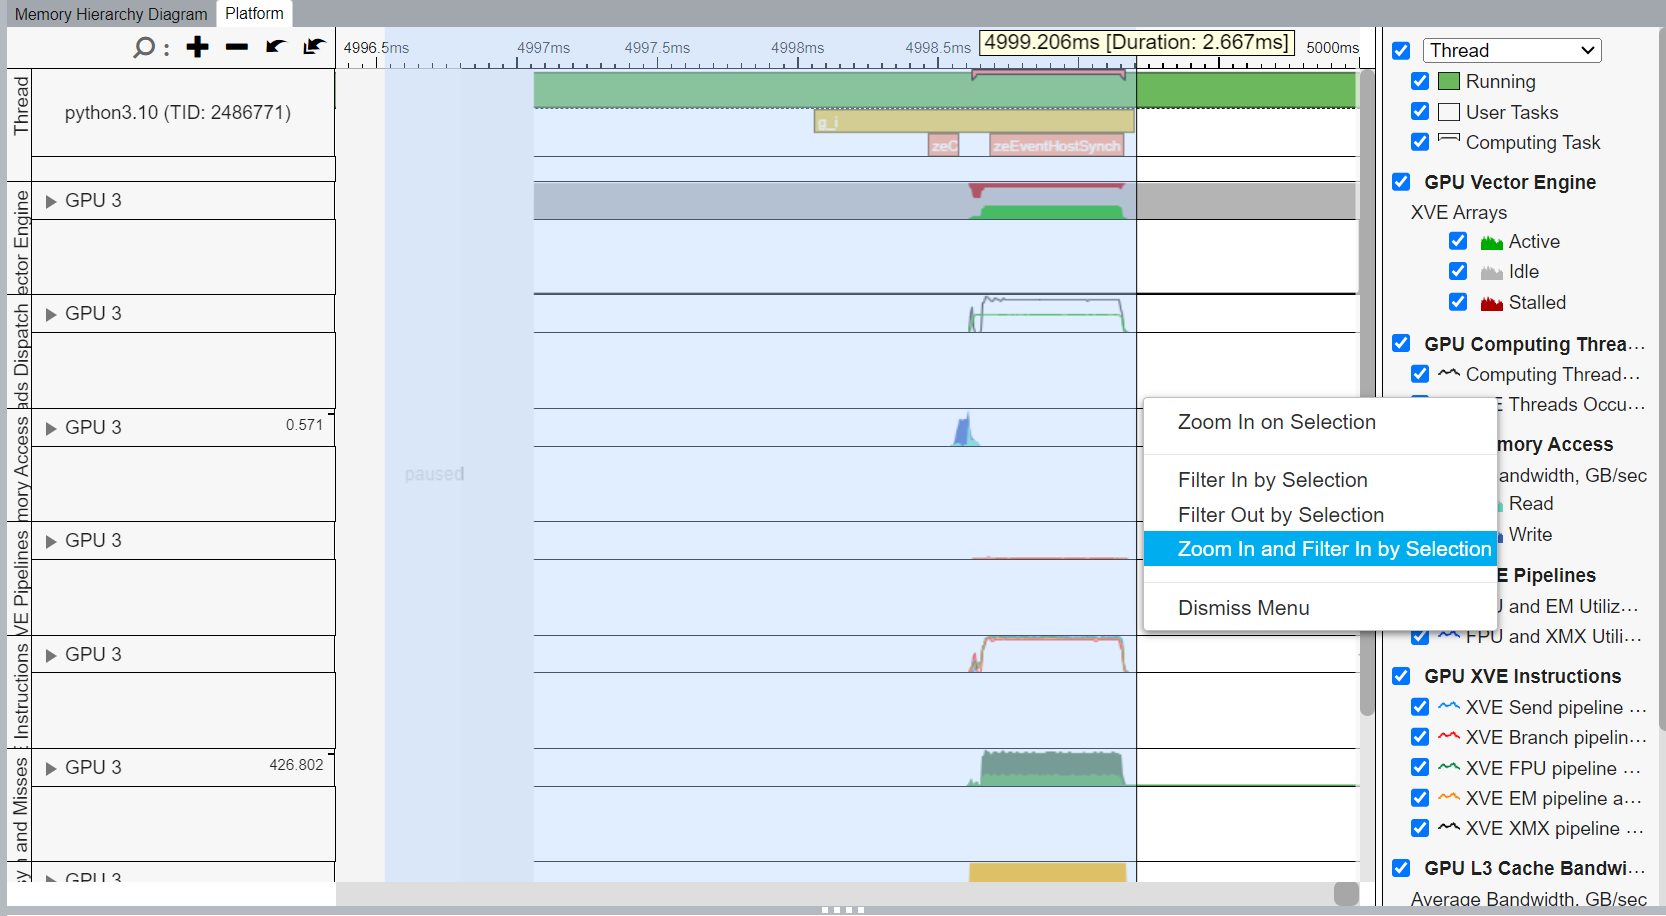 Memory Hierarchy Diagram
Platform
4996.5ms
4997ms
4997.5ms
4998ms
4998.5ms
4999.206ms [Duration: 2.667ms]
5000ms
Thread
python3.10 (TID: 2486771)
g_i
zeC
zeEventHostSynch
ector Engine
GPU 3
ads Dispatch
GPU 3
mory Access
GPU 3
0.571
paused
VE Pipelines
GPU 3
Instructions
GPU 3
and Misses
GPU 3
426.802
GPU 3
Zoom In on Selection
Filter In by Selection
Filter Out by Selection
Zoom In and Filter In by Selection
Dismiss Menu
Thread
Running
User Tasks
Computing Task
GPU Vector Engine
XVE Arrays
Active
Idle
Stalled
GPU Computing Threa...
Computing Thread...
E Threads Occu...
mory Access
andwidth, GB/sec
Read
Write
E Pipelines
U and EM Utiliz...
FPU and XMX Utili...
GPU XVE Instructions
XVE Send pipeline ...
XVE Branch pipelin...
XVE FPU pipeline ...
XVE EM pipeline a...
XVE XMX pipeline ...
GPU L3 Cache Bandwi...
Average Bandwidth, GB/sec